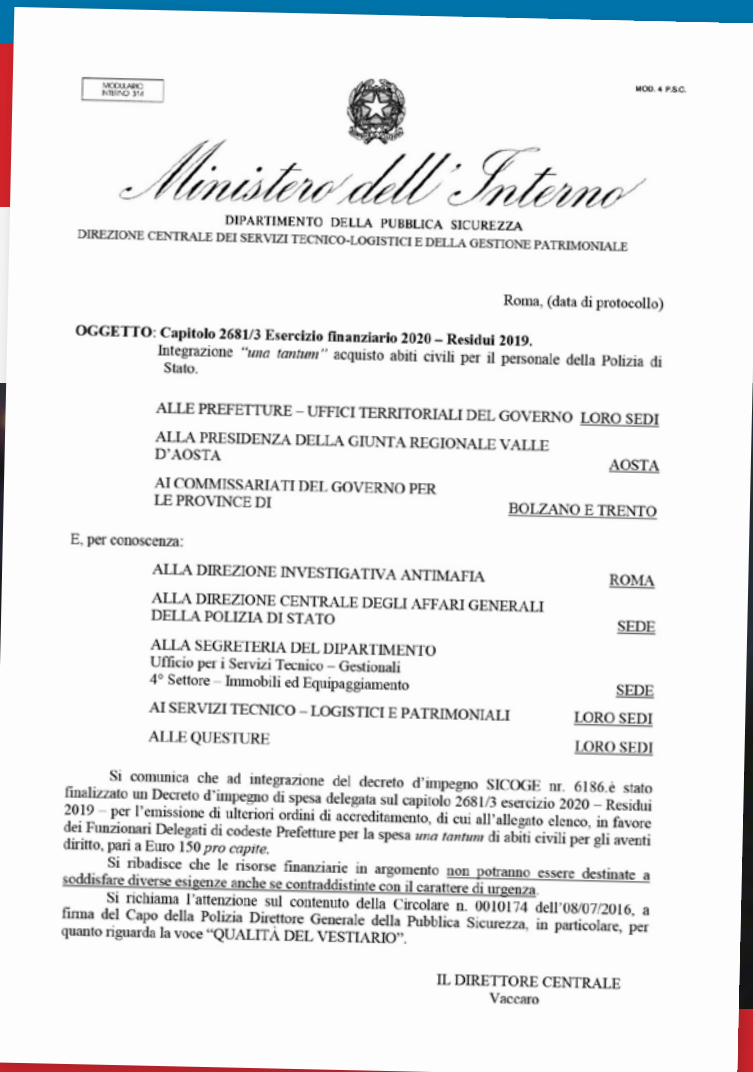 MODULARIO
INTERNO 314
MOD. 4 P.S.C.
Ministero dell'Interno
DIPARTIMENTO DELLA PUBBLICA SICUREZZA
DIREZIONE CENTRALE DEI SERVIZI TECNICO-LOGISTICI E DELLA GESTIONE PATRIMONIALE
Roma, (data di protocollo)
OGGETTO: Capitolo 2681/3 Esercizio finanziario 2020 – Residui 2019.
Integrazione "una tantum" acquisto abiti civili per il personale della Polizia di
Stato.
ALLE PREFETTURE – UFFICI TERRITORIALI DEL GOVERNO LORO SEDI
ALLA PRESIDENZA DELLA GIUNTA REGIONALE VALLE
D'AOSTA AOSTA
AI COMMISSARIATI DEL GOVERNO PER
LE PROVINCE DI BOLZANO E TRENTO
E, per conoscenza:
ALLA DIREZIONE INVESTIGATIVA ANTIMAFIA ROMA
ALLA DIREZIONE CENTRALE DEGLI AFFARI GENERALI
DELLA POLIZIA DI STATO SEDE
ALLA SEGRETERIA DEL DIPARTIMENTO
Ufficio per i Servizi Tecnico – Gestionali
4° Settore – Immobili ed Equipaggiamento SEDE
AI SERVIZI TECNICO – LOGISTICI E PATRIMONIALI LORO SEDI
ALLE QUESTURE LORO SEDI
Si comunica che ad integrazione del decreto d'impegno SICOGE nr. 6186.è stato
finalizzato un Decreto d'impegno di spesa delegata sul capitolo 2681/3 esercizio 2020 – Residui
2019 – per l'emissione di ulteriori ordini di accreditamento, di cui all'allegato elenco, in favore
dei Funzionari Delegati di codeste Prefetture per la spesa una tantum di abiti civili per gli aventi
diritto, pari a Euro 150 pro capite.
Si ribadisce che le risorse finanziarie in argomento non potranno essere destinate a
soddisfare diverse esigenze anche se contraddistinte con il carattere di urgenza.
Si richiama l'attenzione sul contenuto della Circolare n. 0010174 dell'08/07/2016, a
firma del Capo della Polizia Direttore Generale della Pubblica Sicurezza, in particolare, per
quanto riguarda la voce "QUALITÀ DEL VESTIARIO".
IL DIRETTORE CENTRALE
Vaccaro